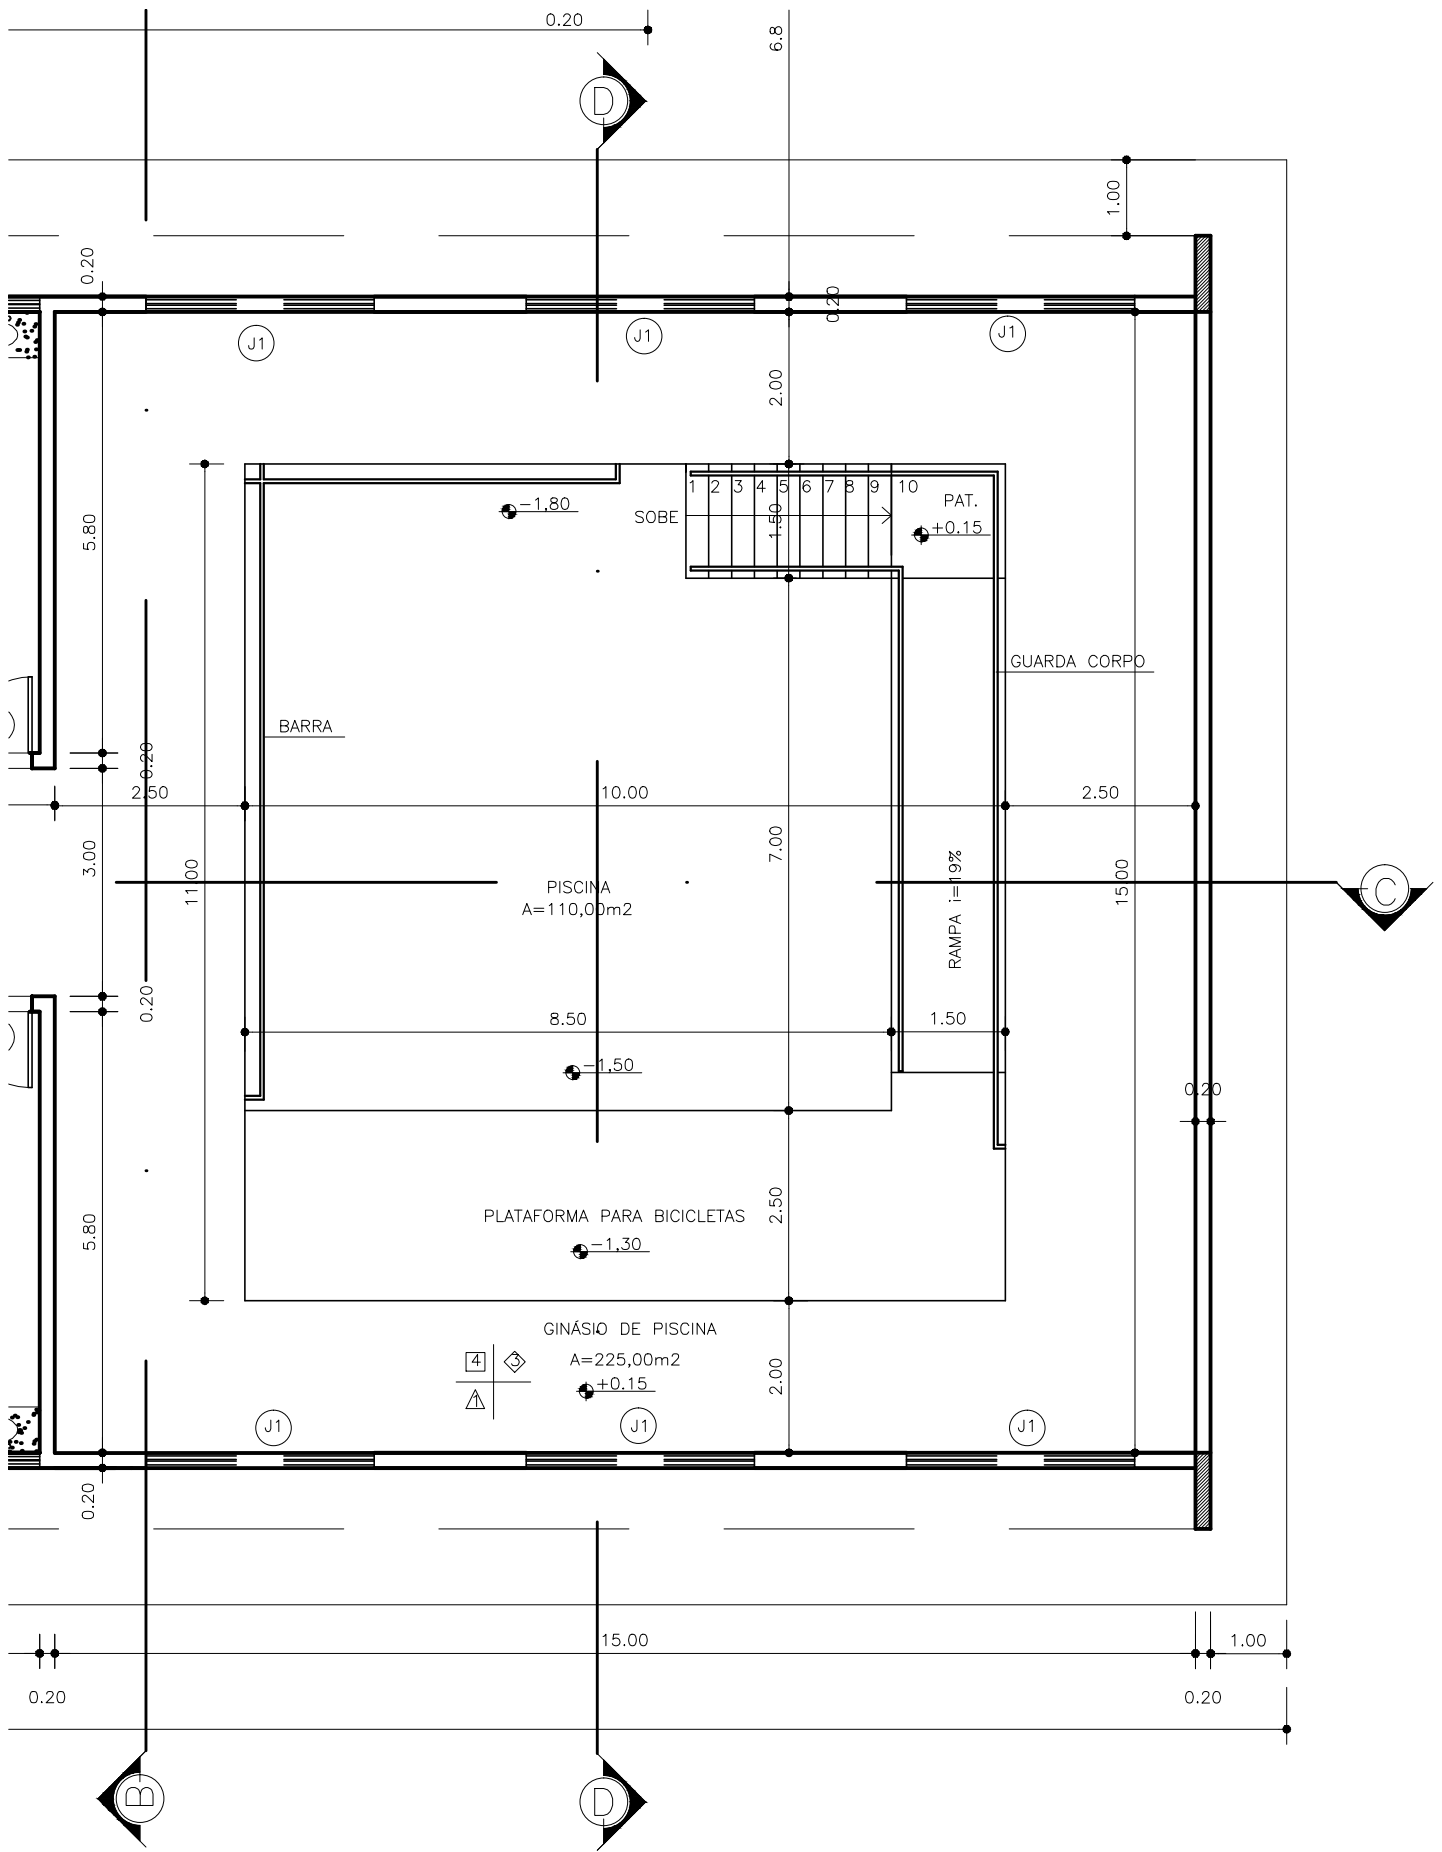 0.20
6.8
D
1.00
0.20
0.20
J1
J1
J1
2.00
1 2 3 4 5 6 7 8 9 10
-1,80
SOBE
1.50
PAT.
+0.15
5.80
GUARDA CORPO
BARRA
0.20
2.50
10.00
2.50
3.00
7.00
11.00
PISCINA
A=110,00m2
RAMPA i=19%
15.00
C
0.20
8.50
1.50
-1,50
0.20
PLATAFORMA PARA BICICLETAS
2.50
-1,30
5.80
GINÁSIO DE PISCINA
4
3
A=225,00m2
1
+0.15
2.00
J1
J1
J1
0.20
15.00
1.00
0.20
0.20
B
D